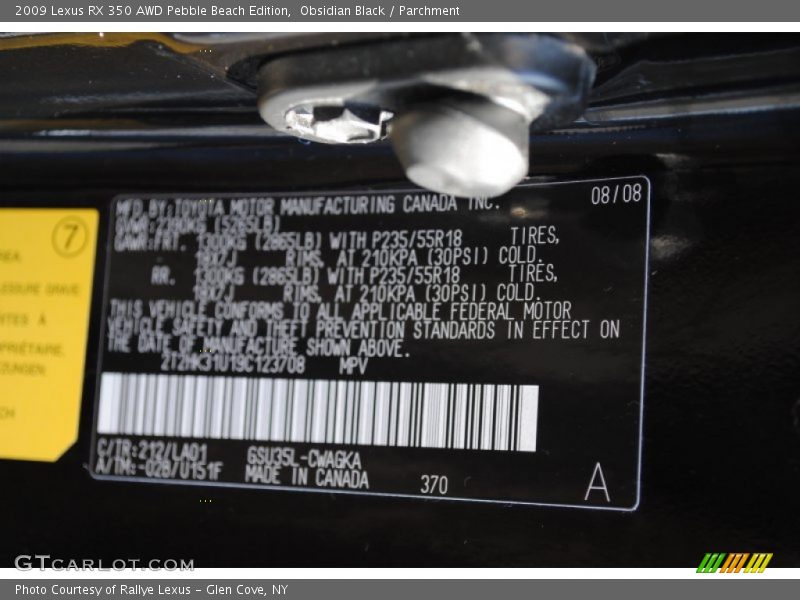 2009 Lexus RX 350 AWD Pebble Beach Edition, Obsidian Black / Parchment
MFD BY: TOYOTA MOTOR MANUFACTURING CANADA INC. 08/08
GVWR: (5265LB)
GAWR: FRT. 1300KG (2865LB) WITH P235/55R18 TIRES,
18X7J RIMS, AT 210KPA (30PSI) COLD.
RR. 1300KG (2865LB) WITH P235/55R18 TIRES,
18X7J RIMS, AT 210KPA (30PSI) COLD.
THIS VEHICLE CONFORMS TO ALL APPLICABLE FEDERAL MOTOR
VEHICLE SAFETY AND THEFT PREVENTION STANDARDS IN EFFECT ON
THE DATE OF MANUFACTURE SHOWN ABOVE.
2T2HK31U19C123708 MPV
C/TR: 212/LA01 GSU35L-CWAGKA
A/TM: -02B/U151F MADE IN CANADA 370 A
7
GTCARLOT.COM
Photo Courtesy of Rallye Lexus - Glen Cove, NY